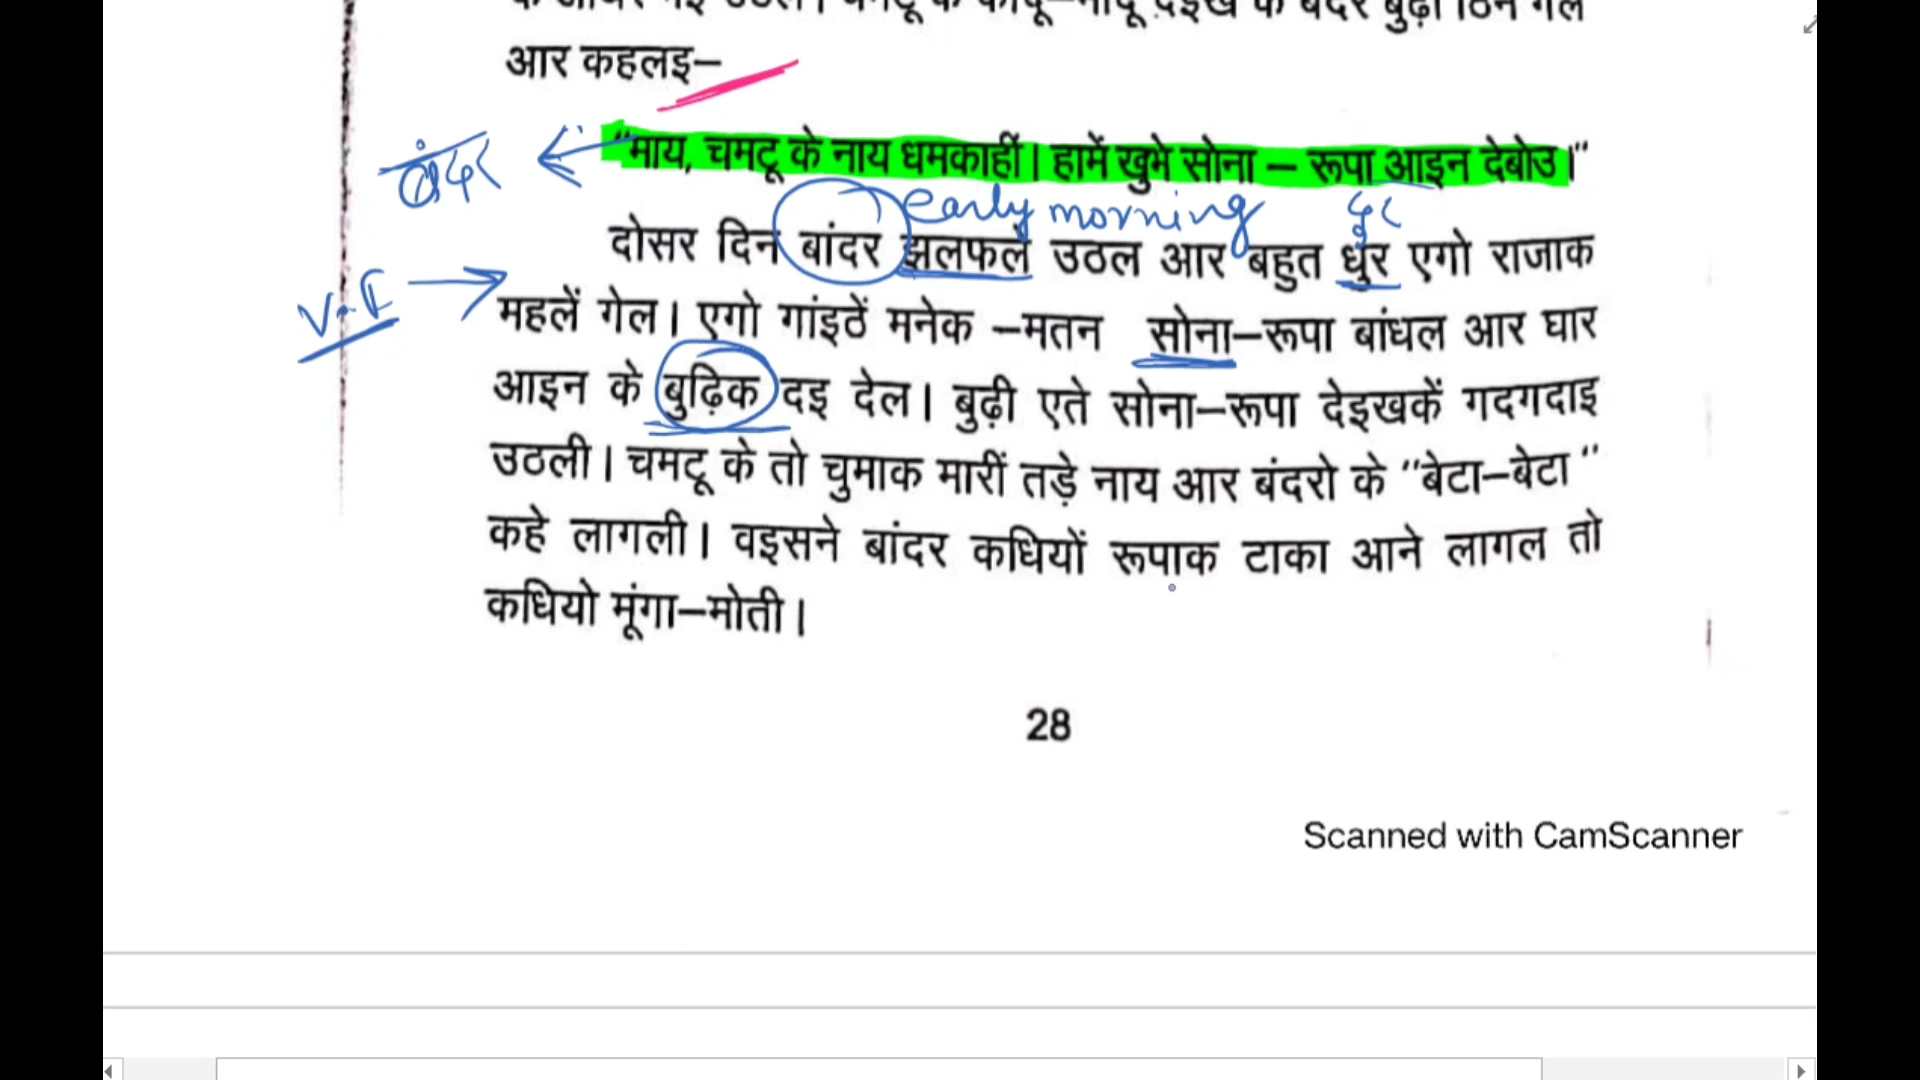 आर कहलइ–
बांदर
"माय, चमटू के नाय धमकाहीं। हामें खुमे सोना – रूपा आइन देबोउ।"
early morning दुर
दोसर दिन बांदर झलफले उठल आर बहुत धुर एगो राजाक
V.I
महलें गेल। एगो गांइठें मनेक –मतन सोना–रूपा बांधल आर घार
आइन के बुढ़िक दइ देल। बुढ़ी एते सोना–रूपा देइखकें गदगदाइ
उठली। चमटू के तो चुमाक मारीं तड़े नाय आर बंदरो के "बेटा–बेटा"
कहे लागली। वइसने बांदर कधियों रूपाक टाका आने लागल तो
कधियो मूंगा–मोती।
28
Scanned with CamScanner